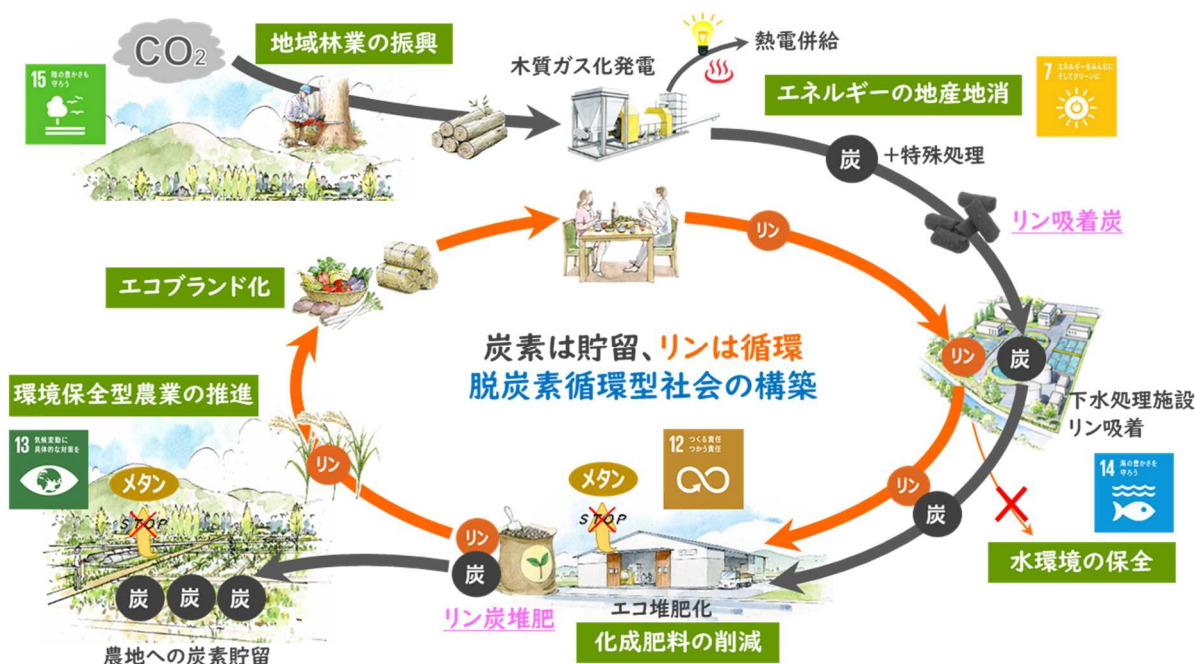 CO2
地域林業の振興
15 陸の豊かさも
守ろう
木質ガス化発電
熱電併給
エネルギーの地産地消
7 エネルギーをみんなに
そしてクリーンに
炭
+特殊処理
リン吸着炭
リン
エコブランド化
炭素は貯留、リンは循環
脱炭素循環型社会の構築
リン
炭
下水処理施設
リン吸着
環境保全型農業の推進
13 気候変動に
具体的な対策を
メタン
STOP
リン
12 つくる責任
つかう責任
メタン
STOP
リン
炭
14 海の豊かさを
守ろう
水環境の保全
リン
炭
リン炭堆肥
エコ堆肥化
化成肥料の削減
炭
炭
炭
農地への炭素貯留